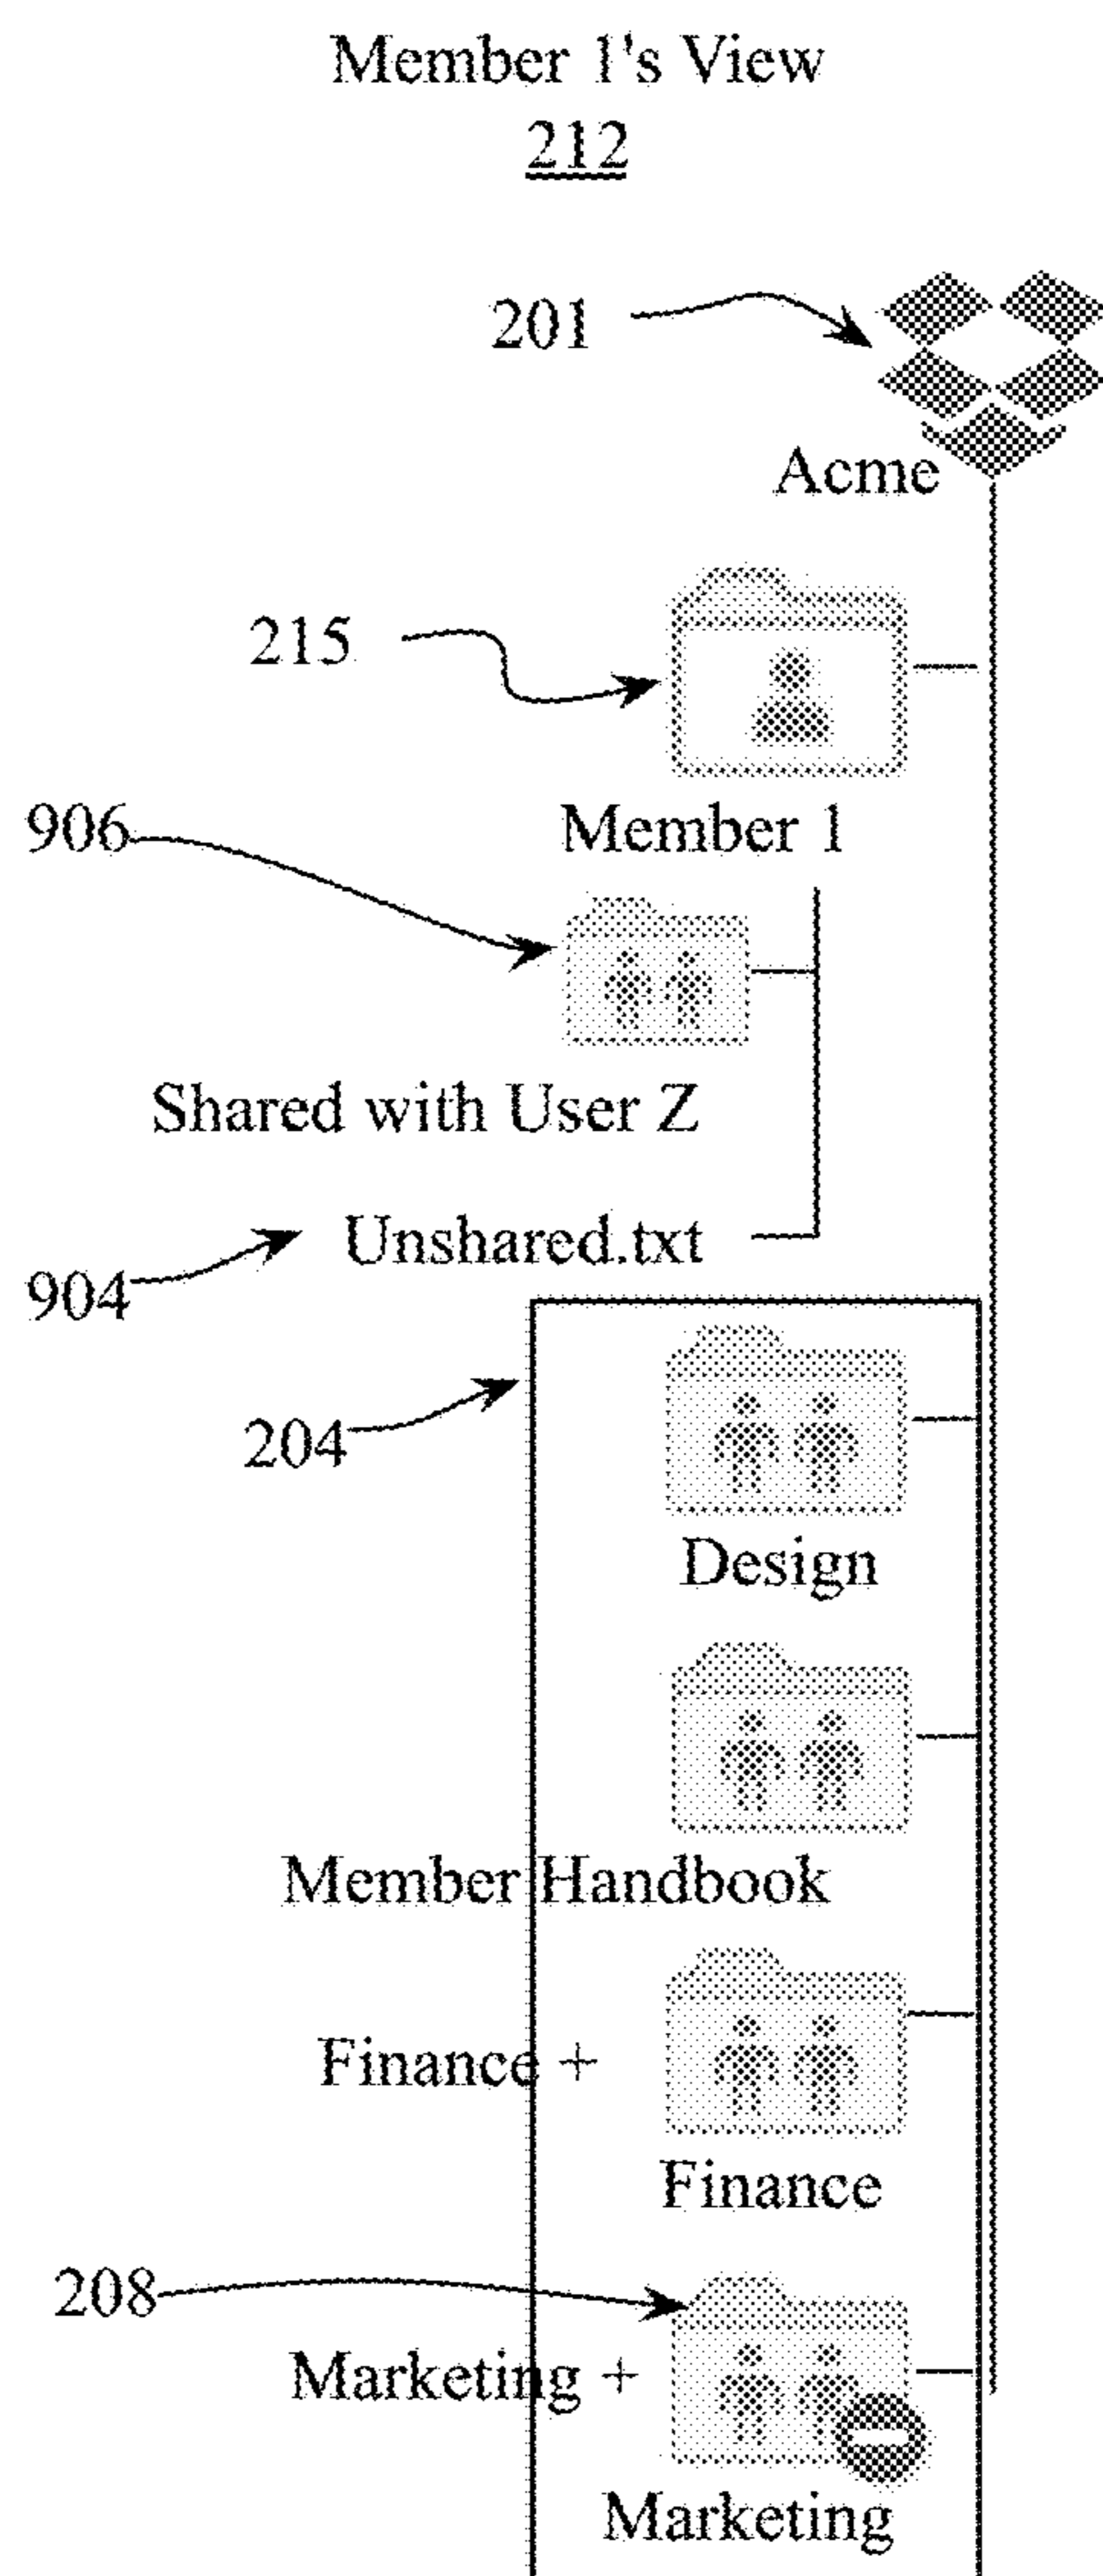 Member 1's View
212
201
Acme
215
906
Member 1
Shared with User Z
Unshared.txt
904
204
Design
Member Handbook
Finance +
Finance
208
Marketing +
Marketing